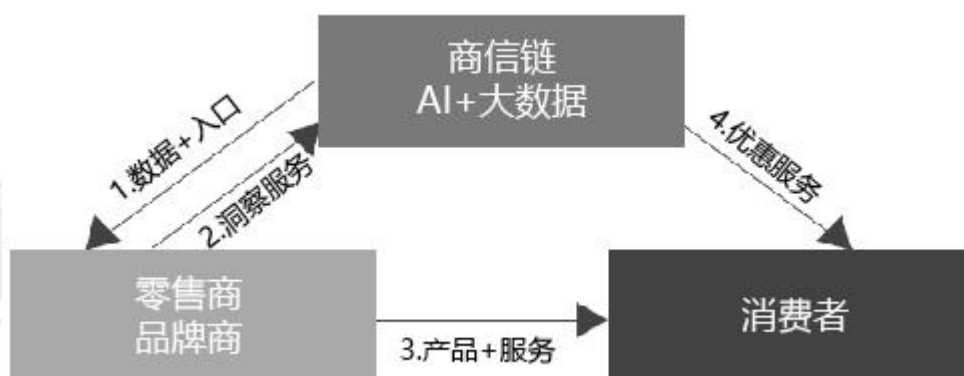 商信链
AI+大数据
1.数据+入口
2.洞察服务
4.优惠服务
零售商
品牌商
3.产品+服务
消费者